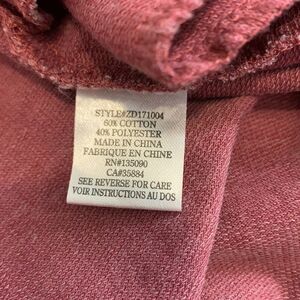 STYLE#ZD171004
60% COTTON
40% POLYESTER
MADE IN CHINA
FABRIQUE EN CHINE
RN#135090
CA#35884
SEE REVERSE FOR CARE
VOIR INSTRUCTIONS AU DOS